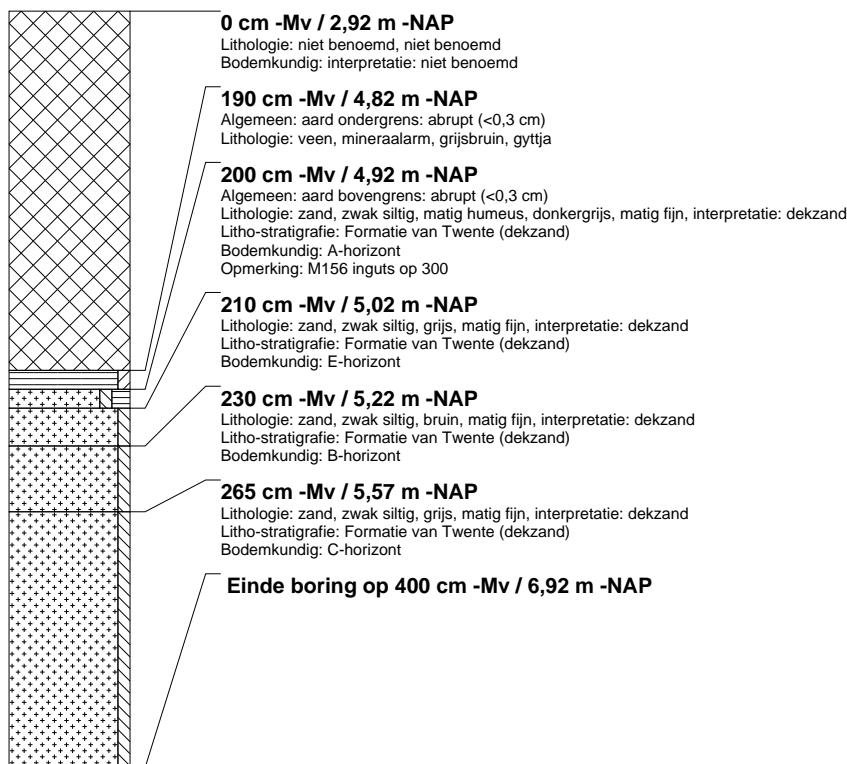 0 cm -Mv / 2,92 m -NAP
Lithologie: niet benoemd, niet benoemd
Bodemkundig: interpretatie: niet benoemd
190 cm -Mv / 4,82 m -NAP
Algemeen: aard ondergrens: abrupt (<0,3 cm)
Lithologie: veen, mineraalarm, grijsbruin, gyttja
200 cm -Mv / 4,92 m -NAP
Algemeen: aard bovengrens: abrupt (<0,3 cm)
Lithologie: zand, zwak siltig, matig humeus, donkergrijs, matig fijn, interpretatie: dekzand
Litho-stratigrafie: Formatie van Twente (dekzand)
Bodemkundig: A-horizont
Opmerking: M156 inguts op 300
210 cm -Mv / 5,02 m -NAP
Lithologie: zand, zwak siltig, grijs, matig fijn, interpretatie: dekzand
Litho-stratigrafie: Formatie van Twente (dekzand)
Bodemkundig: E-horizont
230 cm -Mv / 5,22 m -NAP
Lithologie: zand, zwak siltig, bruin, matig fijn, interpretatie: dekzand
Litho-stratigrafie: Formatie van Twente (dekzand)
Bodemkundig: B-horizont
265 cm -Mv / 5,57 m -NAP
Lithologie: zand, zwak siltig, grijs, matig fijn, interpretatie: dekzand
Litho-stratigrafie: Formatie van Twente (dekzand)
Bodemkundig: C-horizont
Einde boring op 400 cm -Mv / 6,92 m -NAP